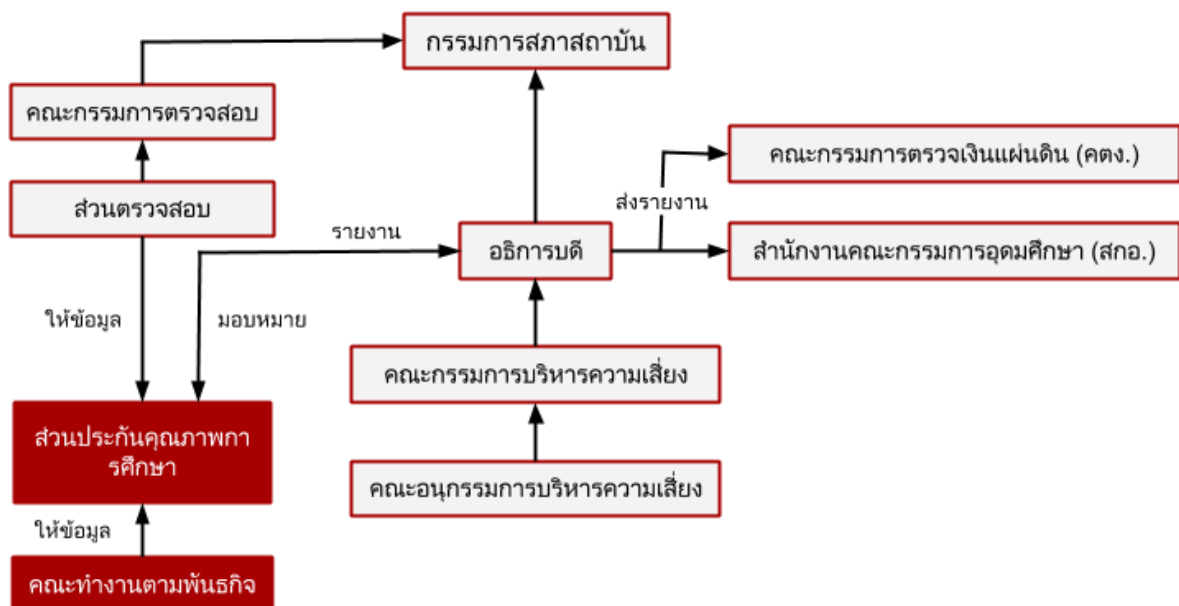 กรรมการสภาสถาบัน
คณะกรรมการตรวจสอบ
คณะกรรมการตรวจเงินแผ่นดิน (คตง.)
ส่วนตรวจสอบ
ส่งรายงาน
รายงาน
อธิการบดี
สำนักงานคณะกรรมการอุดมศึกษา (สกอ.)
ให้ข้อมูล
มอบหมาย
คณะกรรมการบริหารความเสี่ยง
ส่วนประกันคุณภาพกา
รศึกษา
คณะอนุกรรมการบริหารความเสี่ยง
ให้ข้อมูล
คณะทำงานตามพันธกิจ